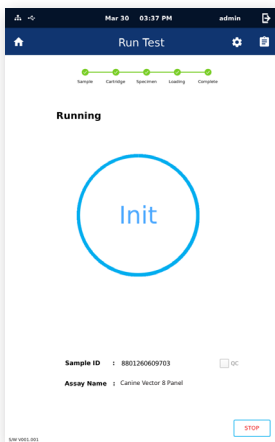 Mar 30 03:37 PM admin
Run Test
Sample Cartridge Specimen Loading Complete
Running
Init
Sample ID : 8801260609703 QC
Assay Name : Canine Vector 8 Panel
STOP
S/W V001.001